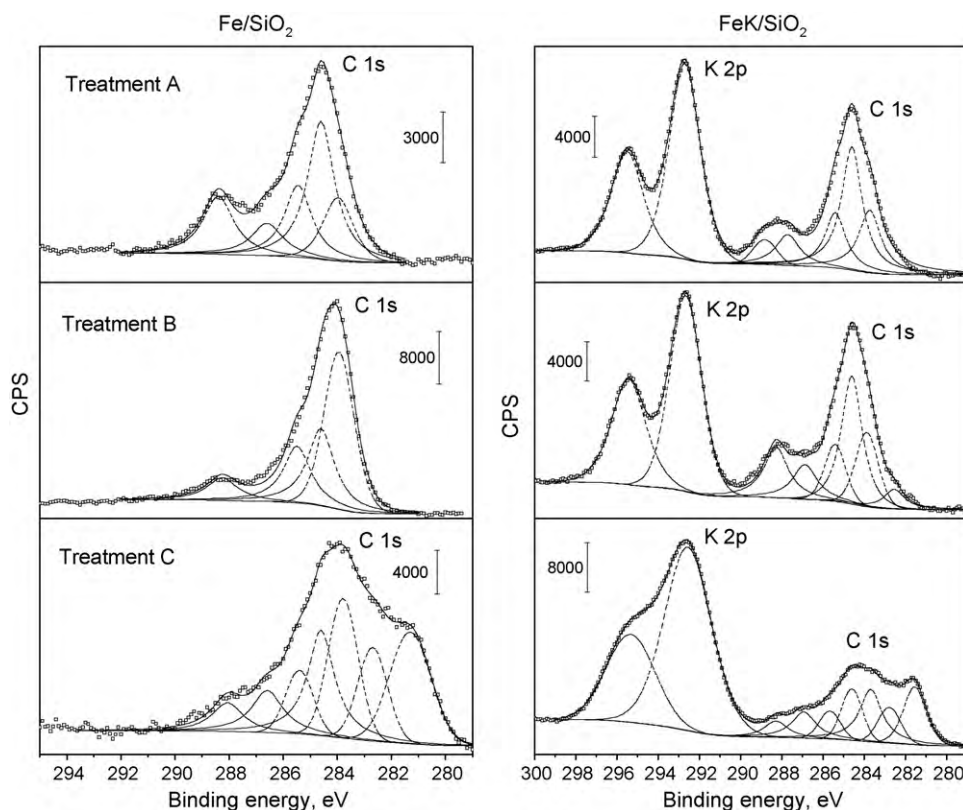 Fe/SiO₂
FeK/SiO₂
Treatment A
C 1s
3000
K 2p
4000
C 1s
Treatment B
C 1s
8000
K 2p
4000
C 1s
Treatment C
C 1s
4000
K 2p
8000
C 1s
CPS
CPS
294 292 290 288 286 284 282 280
300 298 296 294 292 290 288 286 284 282 280
Binding energy, eV
Binding energy, eV